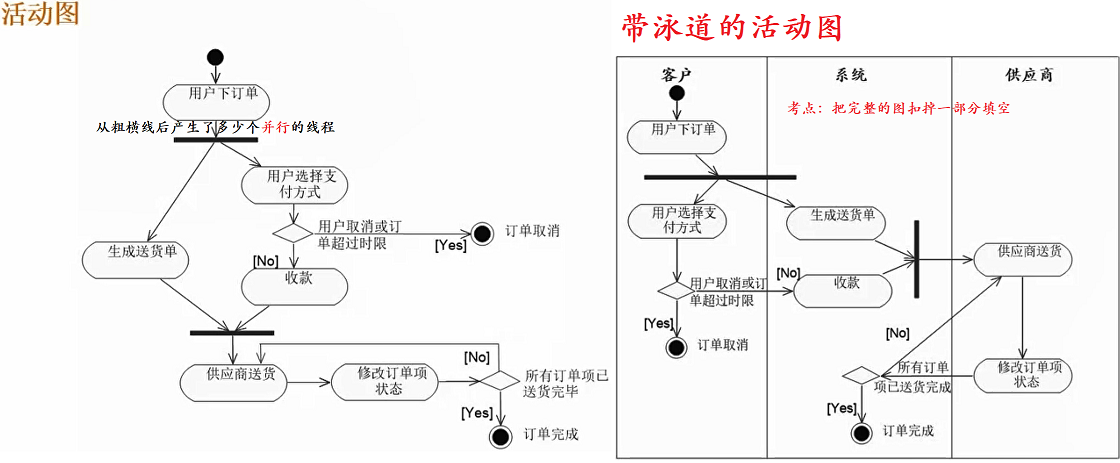 活动图
用户下订单
从粗横线后产生了多少个并行的线程
用户选择支
付方式
用户取消或订
单超过时限
[Yes]
订单取消
生成送货单
[No]
收款
供应商送货
修改订单项
状态
[No]
所有订单项已
送货完毕
[Yes]
订单完成
带泳道的活动图
客户
系统
供应商
考点：把完整的图扣掉一部分填空
用户下订单
用户选择支
付方式
生成送货单
供应商送货
用户取消或订
单超过时限
[No]
收款
[Yes]
订单取消
[No]
所有订单
项已送货完成
修改订单项
状态
[Yes]
订单完成